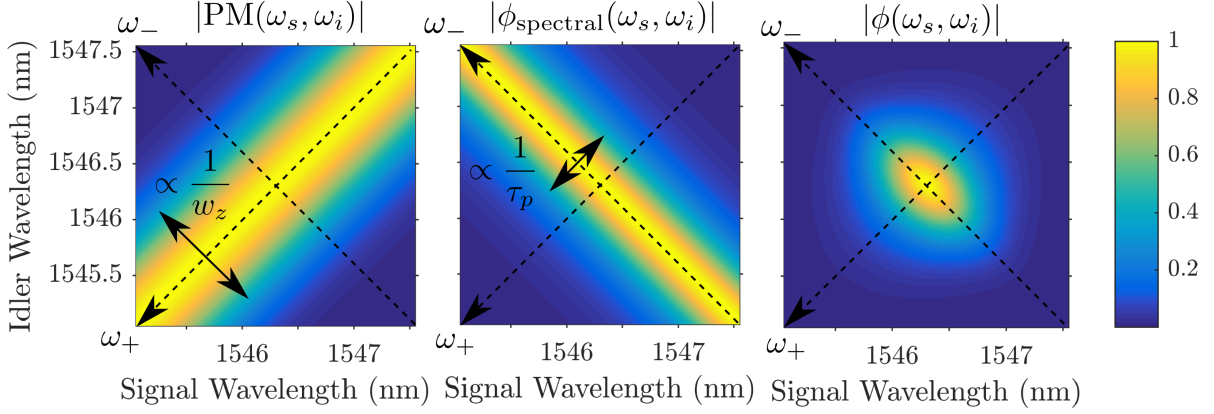 ω₋ |PM(ωₛ, ωᵢ)|
ω₋ |ϕ_spectral(ωₛ, ωᵢ)|
ω₋ |ϕ(ωₛ, ωᵢ)|
Idler Wavelength (nm)
1547.5
1547
1546.5
1546
1545.5
∝ 1/w_z
∝ 1/τₚ
1
0.8
0.6
0.4
0.2
ω₊
ω₊
ω₊
1546 1547
1546 1547
1546 1547
Signal Wavelength (nm)
Signal Wavelength (nm)
Signal Wavelength (nm)